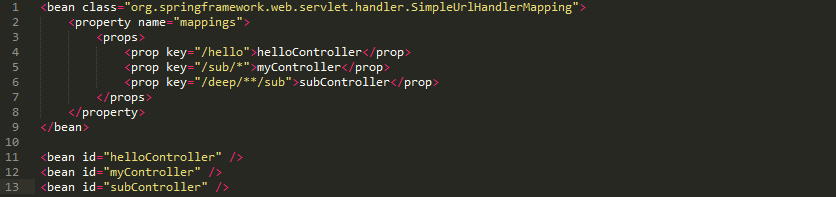 1 <bean class="org.springframework.web.servlet.handler.SimpleUrlHandlerMapping">
2     <property name="mappings">
3         <props>
4             <prop key="/hello">helloController</prop>
5             <prop key="/sub/*">myController</prop>
6             <prop key="/deep/**/sub">subController</prop>
7         </props>
8     </property>
9 </bean>
10
11 <bean id="helloController" />
12 <bean id="myController" />
13 <bean id="subController" />